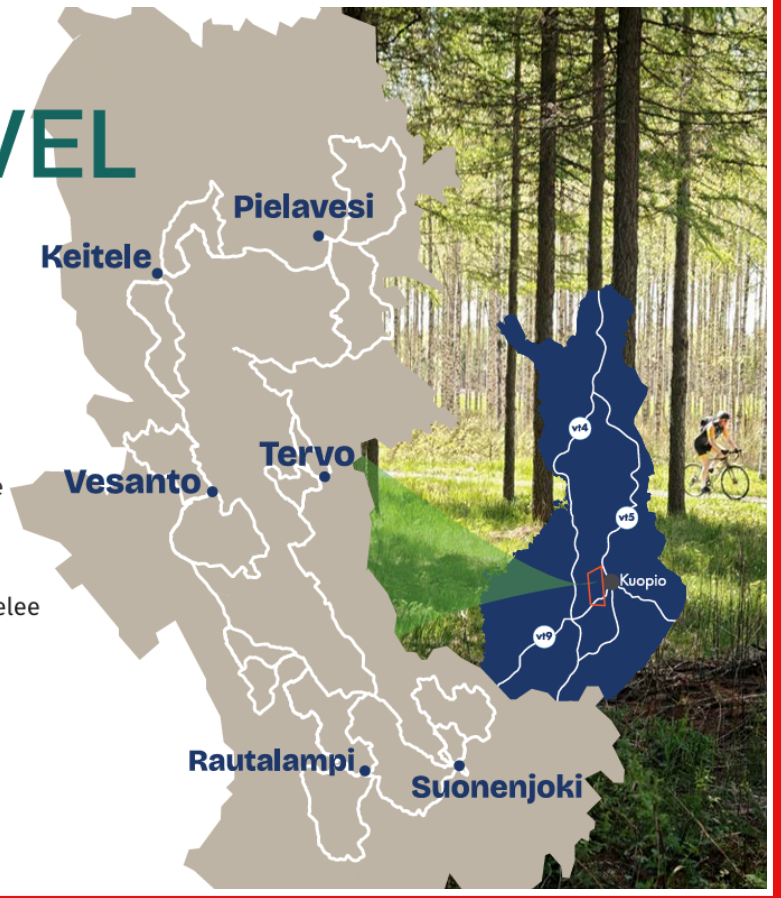 VEL
Pielavesi
Keitele
vt4
Tervo
Vesanto
vt5
Kuopio
elee
vt9
Rautalampi
Suonenjoki